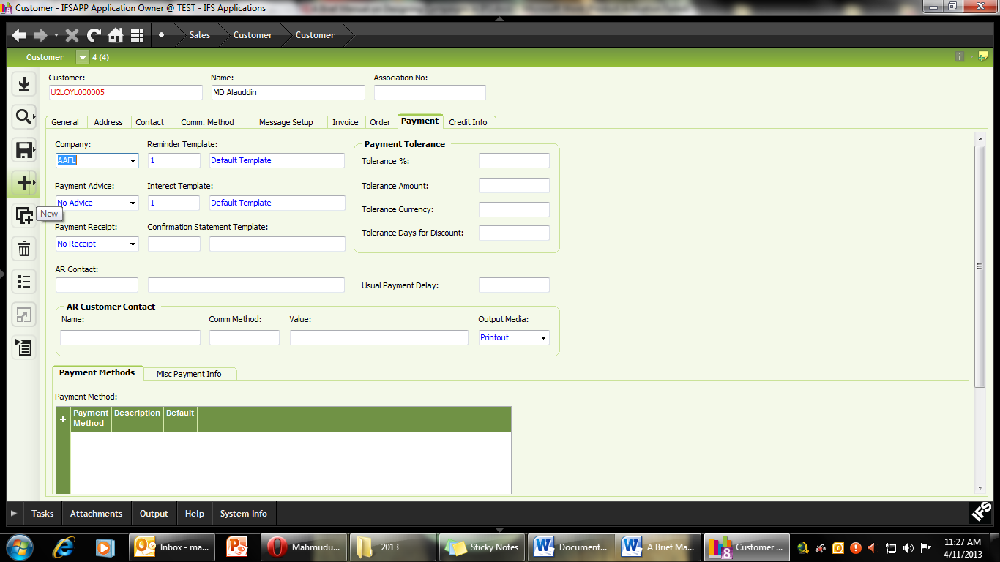 Customer - IFSAPP Application Owner @ TEST - IFS Applications
Sales Customer Customer
Customer 4 (4)
Customer: Name: Association No:
U2LOYL000005 MD Alauddin
General Address Contact Comm. Method Message Setup Invoice Order Payment Credit Info
Company: Reminder Template: Payment Tolerance
AAFL 1 Default Template Tolerance %:
Payment Advice: Interest Template: Tolerance Amount:
No Advice 1 Default Template Tolerance Currency:
New
Payment Receipt: Confirmation Statement Template: Tolerance Days for Discount:
No Receipt
AR Contact:
Usual Payment Delay:
AR Customer Contact
Name: Comm Method: Value: Output Media:
Printout
Payment Methods Misc Payment Info
Payment Method:
Payment Method Description Default
Tasks Attachments Output Help System Info
IFS
Inbox - ma... Mahmudu... 2013 Sticky Notes Document... A Brief Ma... Customer ...
11:27 AM
4/11/2013